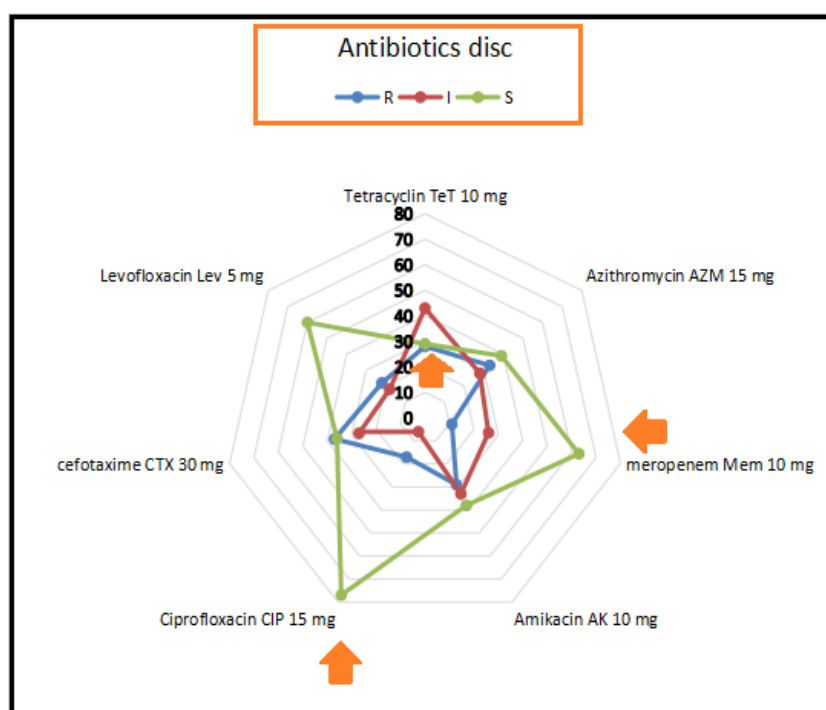 Antibiotics disc
R I S
Tetracyclin TeT 10 mg
80
70
60
50
40
30
20
10
0
Levofloxacin Lev 5 mg
Azithromycin AZM 15 mg
cefotaxime CTX 30 mg
meropenem Mem 10 mg
Ciprofloxacin CIP 15 mg
Amikacin AK 10 mg